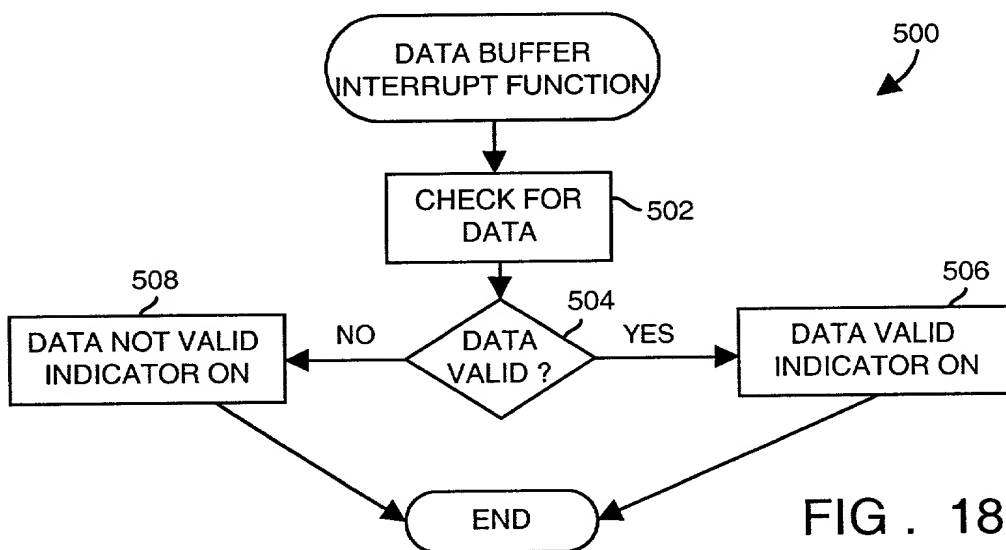 DATA BUFFER
INTERRUPT FUNCTION
500
CHECK FOR
DATA
502
508
504
506
DATA NOT VALID
INDICATOR ON
NO
DATA
VALID ?
YES
DATA VALID
INDICATOR ON
END
FIG . 18